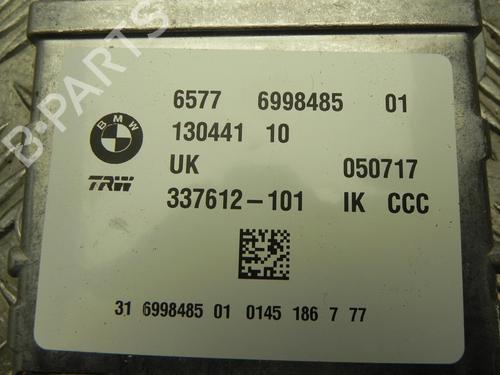 6577 6998485 01
BMW
130441 10
UK 050717
TRW 337612-101 IK CCC
31 6998485 01 0145 186 7 77
B-PARTS